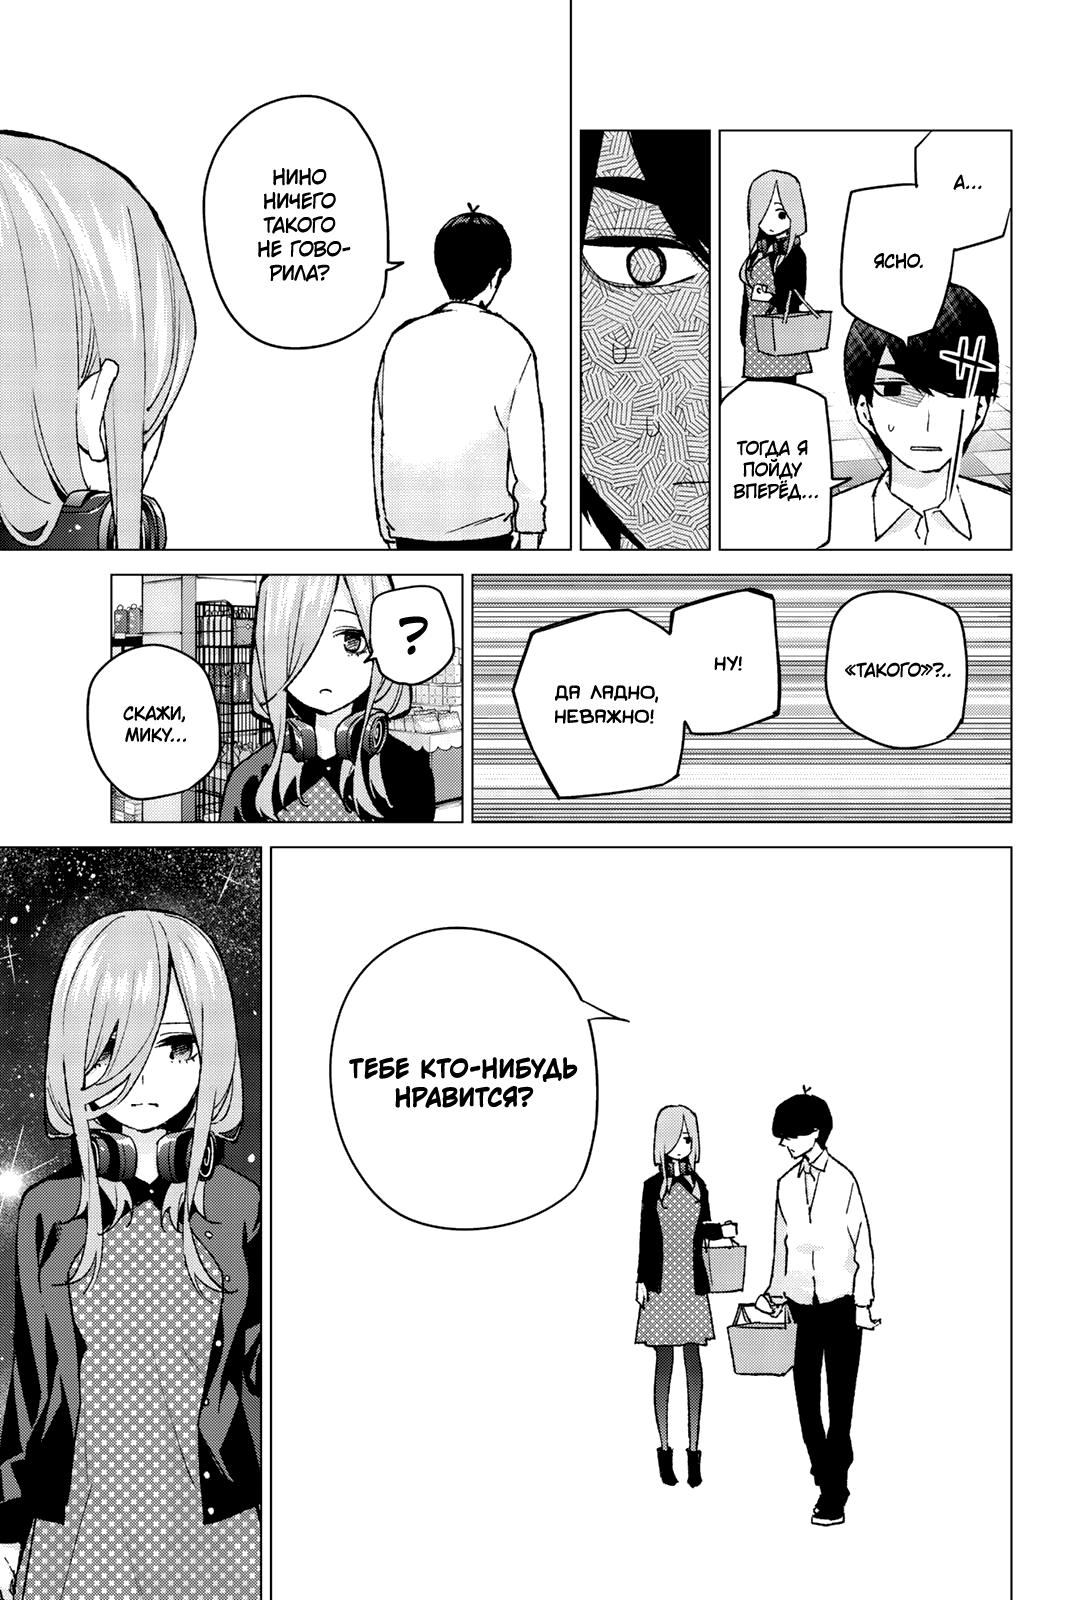 А...
ЯСНО.
ТОГДА Я
ПОЙДУ
ВПЕРЁД...
НИНО
НИЧЕГО
ТАКОГО
НЕ ГОВО-
РИЛА?
«ТАКОГО»?..
НУ!
ДА ЛАДНО,
НЕВАЖНО!
?
СКАЖИ,
МИКУ...
ТЕБЕ КТО-НИБУДЬ
НРАВИТСЯ?